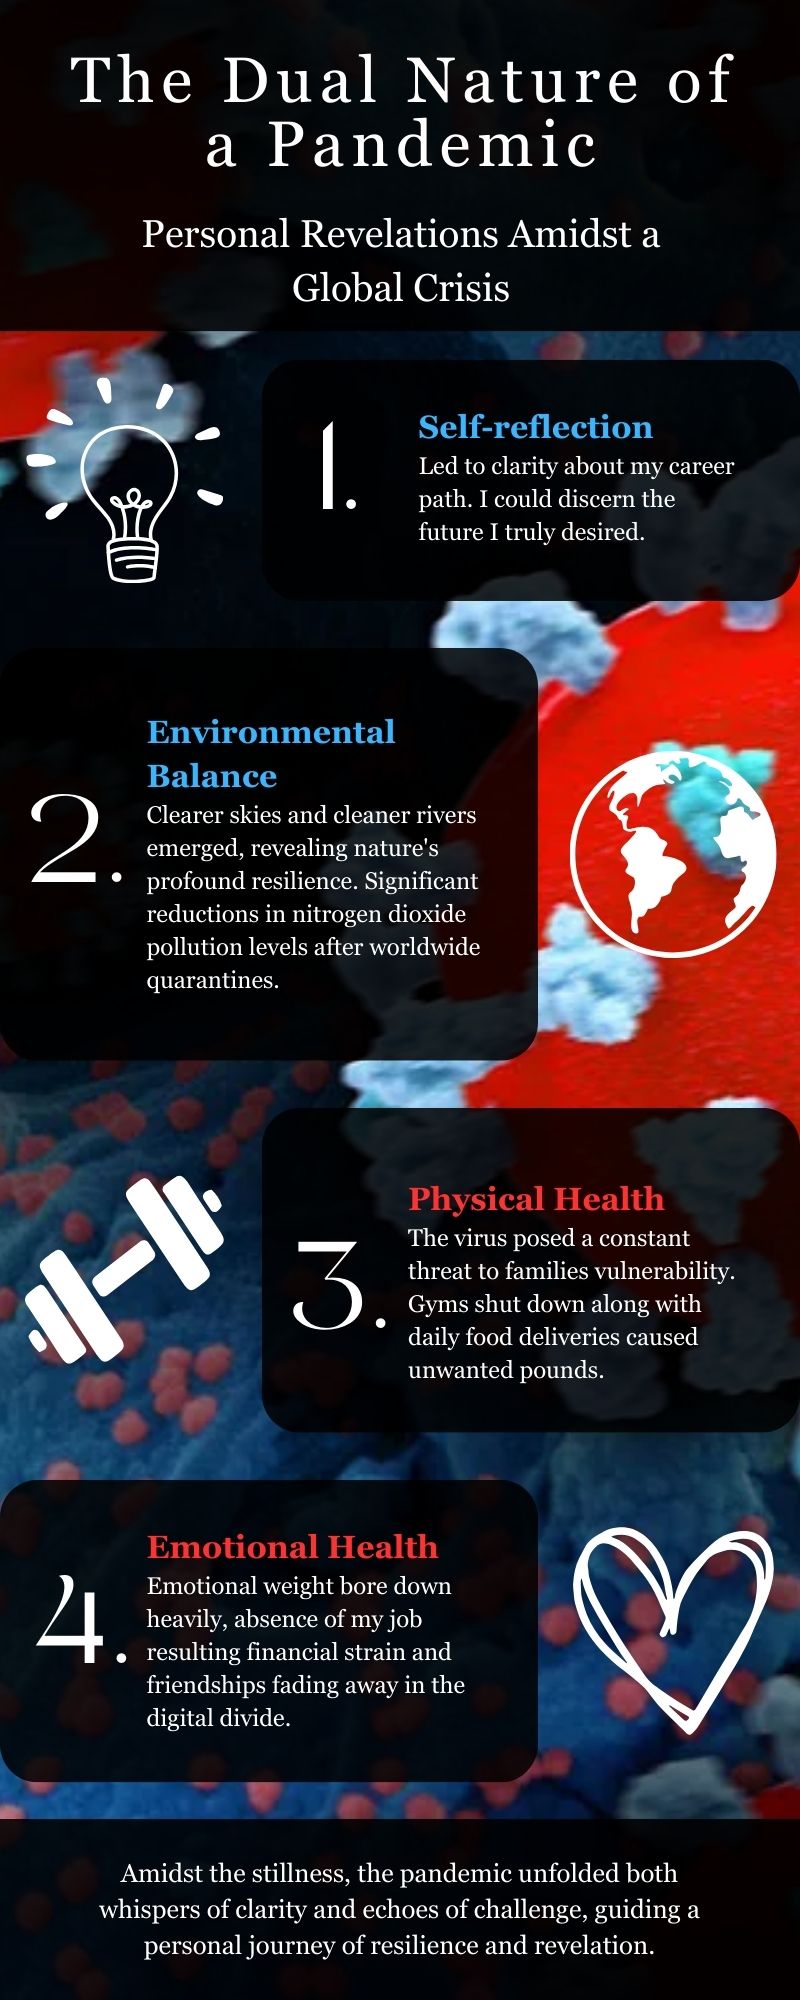 The Dual Nature of
a Pandemic
Personal Revelations Amidst a
Global Crisis
1.
Self-reflection
Led to clarity about my career
path. I could discern the
future I truly desired.
2.
Environmental
Balance
Clearer skies and cleaner rivers
emerged, revealing nature's
profound resilience. Significant
reductions in nitrogen dioxide
pollution levels after worldwide
quarantines.
3.
Physical Health
The virus posed a constant
threat to families vulnerability.
Gyms shut down along with
daily food deliveries caused
unwanted pounds.
4.
Emotional Health
Emotional weight bore down
heavily, absence of my job
resulting financial strain and
friendships fading away in the
digital divide.
Amidst the stillness, the pandemic unfolded both
whispers of clarity and echoes of challenge, guiding a
personal journey of resilience and revelation.